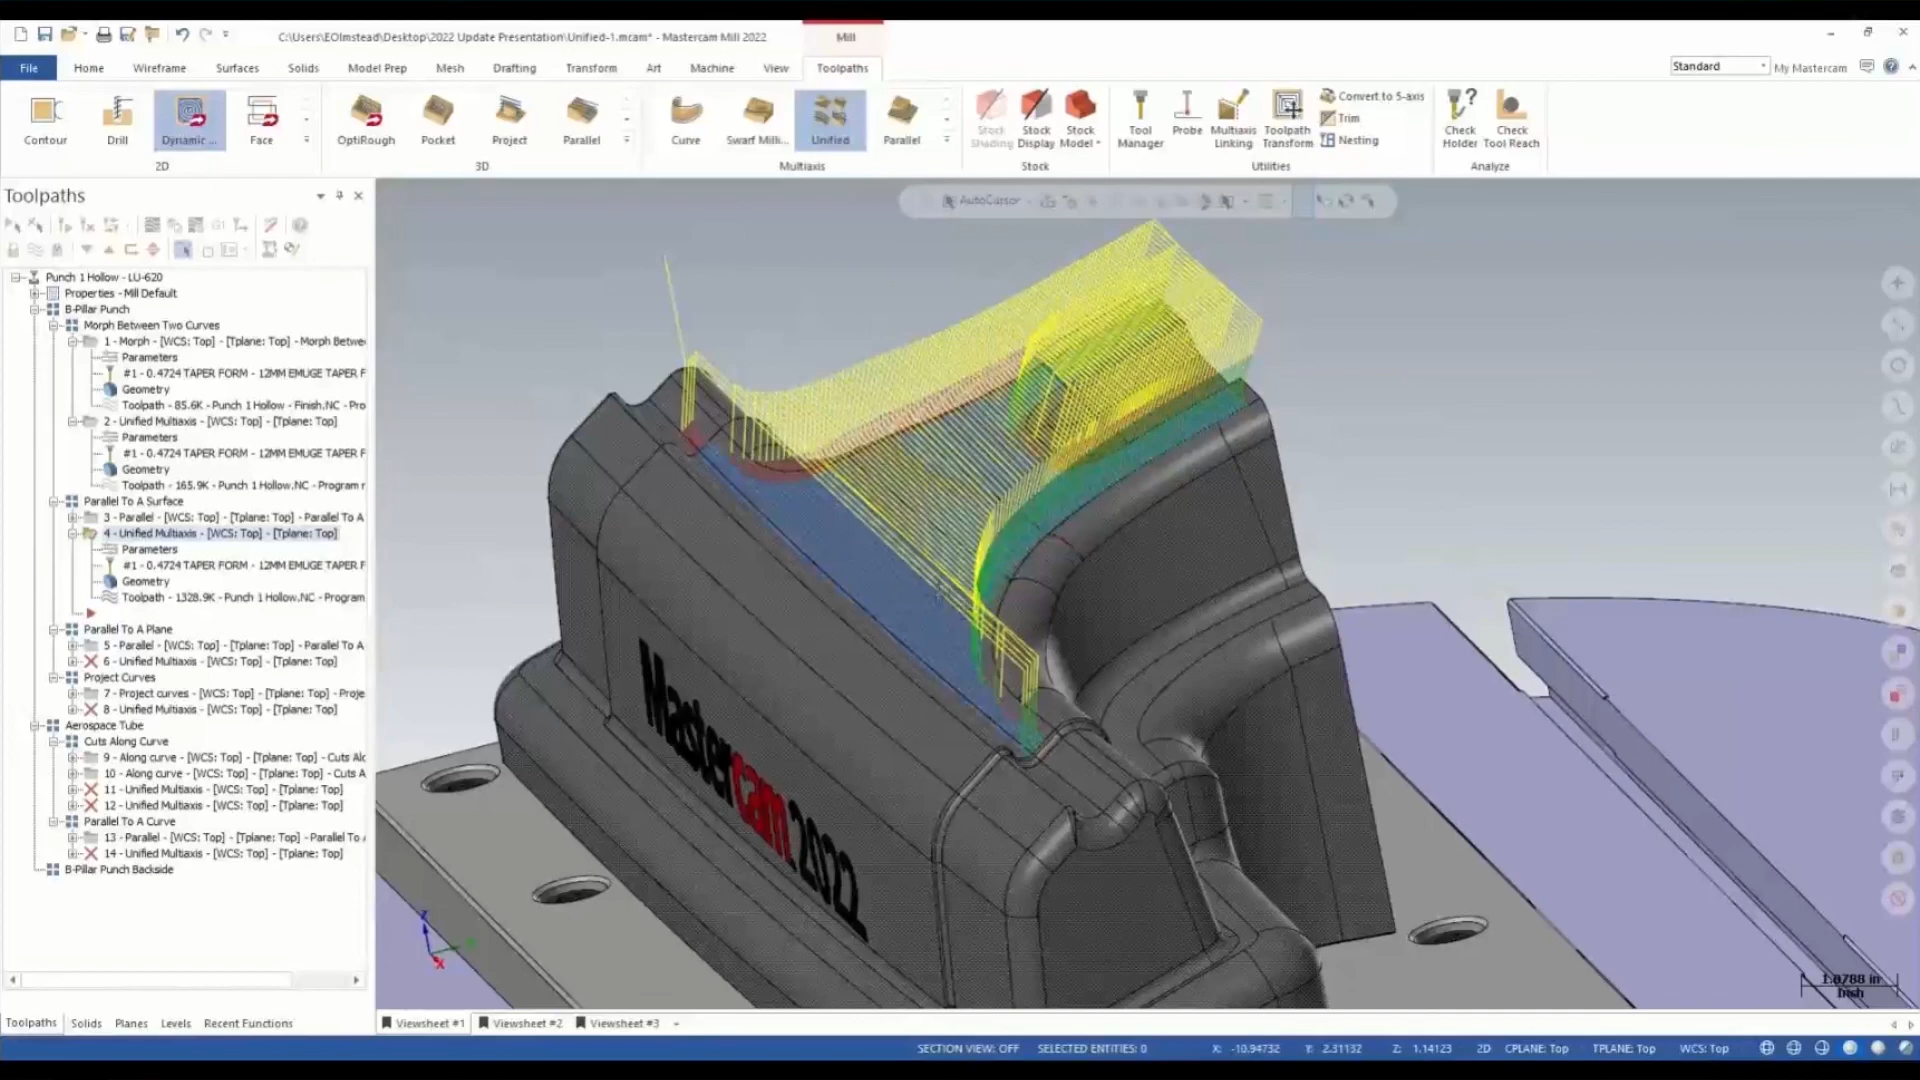 C:\Users\EOlmstead\Desktop\2022 Update Presentation\Unified-1.mcam* - Mastercam Mill 2022
Mill
File Home Wireframe Surfaces Solids Model Prep Mesh Drafting Transform Art Machine View Toolpaths
Standard My Mastercam
Contour Drill Dynamic ... Face
2D
OptiRough Pocket Project Parallel
3D
Curve Swarf Milli... Unified Parallel
Multiaxis
Stock Shading Stock Display Stock Model
Stock
Tool Manager Probe Multiaxis Linking Toolpath Transform
Convert to 5-axis
Trim
Nesting
Utilities
Check Holder Check Tool Reach
Analyze
Toolpaths
AutoCursor
Punch 1 Hollow - LU-620
Properties - Mill Default
B-Pillar Punch
Morph Between Two Curves
1 - Morph - [WCS: Top] - [Tplane: Top] - Morph Betwe
Parameters
#1 - 0.4724 TAPER FORM - 12MM EMUGE TAPER F
Geometry
Toolpath - 85.6K - Punch 1 Hollow - Finish.NC - Pro
2 - Unified Multiaxis - [WCS: Top] - [Tplane: Top]
Parameters
#1 - 0.4724 TAPER FORM - 12MM EMUGE TAPER F
Geometry
Toolpath - 165.9K - Punch 1 Hollow.NC - Program r
Parallel To A Surface
3 - Parallel - [WCS: Top] - [Tplane: Top] - Parallel To A
4 - Unified Multiaxis - [WCS: Top] - [Tplane: Top]
Parameters
#1 - 0.4724 TAPER FORM - 12MM EMUGE TAPER F
Geometry
Toolpath - 1328.9K - Punch 1 Hollow.NC - Program
Parallel To A Plane
5 - Parallel - [WCS: Top] - [Tplane: Top] - Parallel To A
6 - Unified Multiaxis - [WCS: Top] - [Tplane: Top]
Project Curves
7 - Project curves - [WCS: Top] - [Tplane: Top] - Proje
8 - Unified Multiaxis - [WCS: Top] - [Tplane: Top]
Aerospace Tube
Cuts Along Curve
9 - Along curve - [WCS: Top] - [Tplane: Top] - Cuts Alc
10 - Along curve - [WCS: Top] - [Tplane: Top] - Cuts A
11 - Unified Multiaxis - [WCS: Top] - [Tplane: Top]
12 - Unified Multiaxis - [WCS: Top] - [Tplane: Top]
Parallel To A Curve
13 - Parallel - [WCS: Top] - [Tplane: Top] - Parallel To A
14 - Unified Multiaxis - [WCS: Top] - [Tplane: Top]
B-Pillar Punch Backside
Mastercam 2022
Z
X
1.0788 in
Inch
Toolpaths Solids Planes Levels Recent Functions
Viewsheet #1 Viewsheet #2 Viewsheet #3
SECTION VIEW: OFF SELECTED ENTITIES: 0 X: -10.94732 Y: 2.31132 Z: 1.14123 2D CPLANE: Top TPLANE: Top WCS: Top